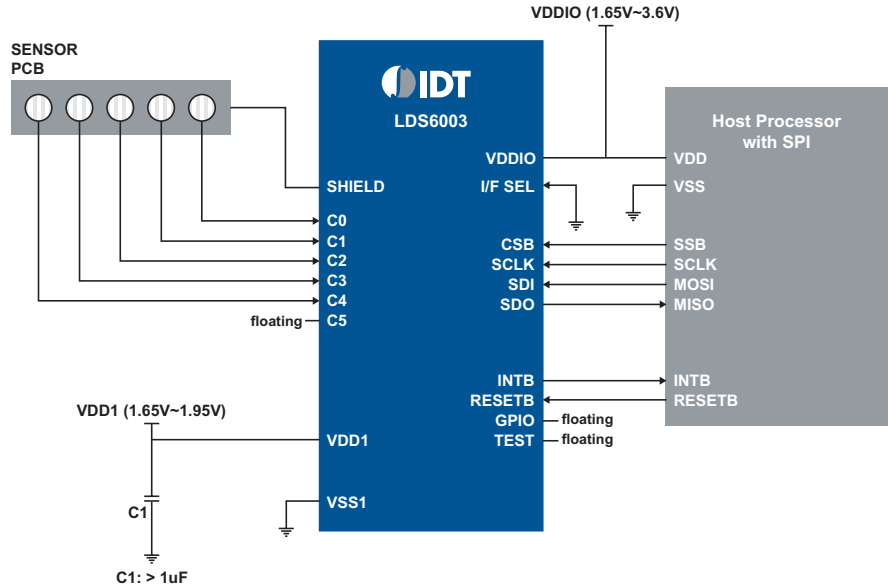 VDDIO (1.65V~3.6V)
SENSOR
PCB
IDT
LDS6003
Host Processor
with SPI
VDDIO
VDD
SHIELD
I/F SEL
VSS
C0
C1
CSB
SSB
C2
SCLK
SCLK
C3
SDI
MOSI
C4
SDO
MISO
floating
C5
INTB
INTB
RESETB
RESETB
VDD1 (1.65V~1.95V)
GPIO
floating
VDD1
TEST
floating
VSS1
C1
C1: > 1uF